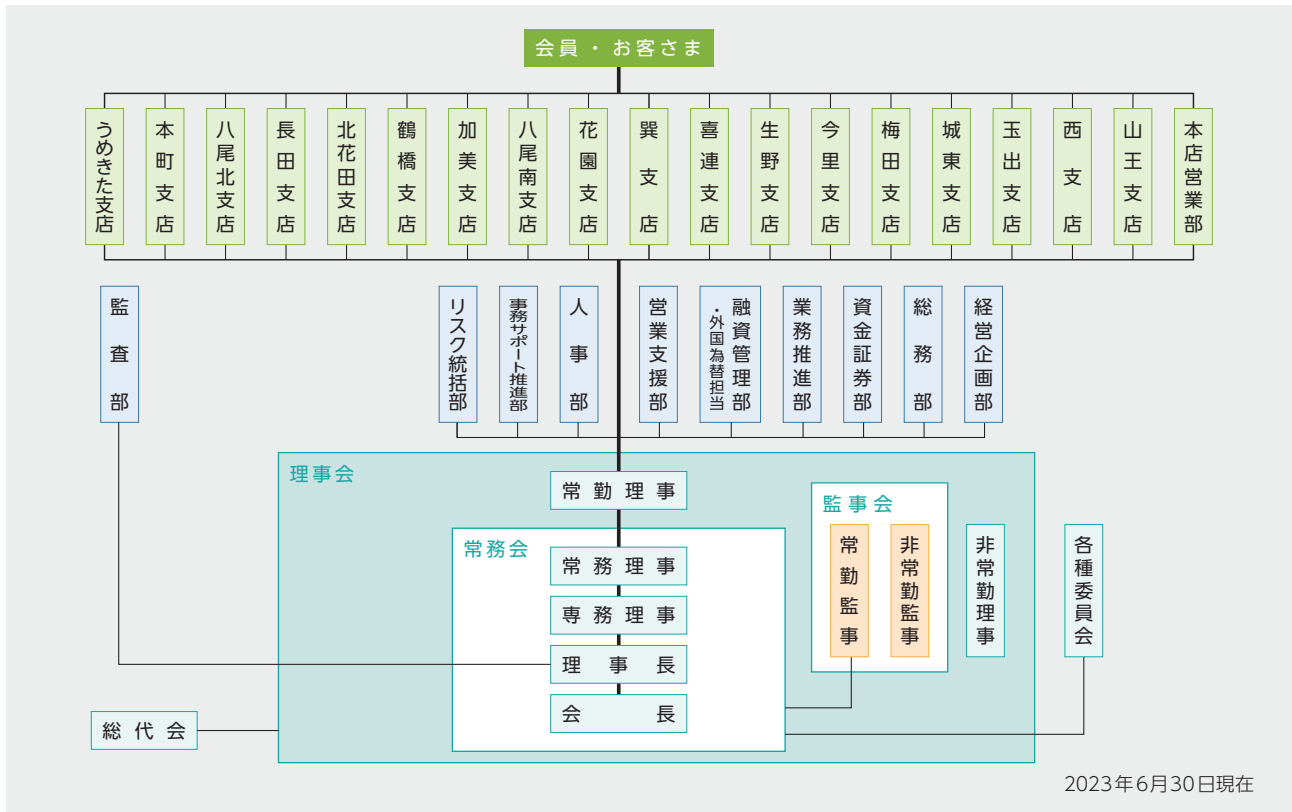 会員・お客さま
うめきた支店
本町支店
八尾北支店
長田支店
北花田支店
鶴橋支店
加美支店
八尾南支店
花園支店
巽支店
喜連支店
生野支店
今里支店
梅田支店
城東支店
玉出支店
西支店
山王支店
本店営業部
監査部
リスク統括部
事務サポート推進部
人事部
営業支援部
融資管理部
・外国為替担当
業務推進部
資金証券部
総務部
経営企画部
理事会
常勤理事
常務会
常務理事
専務理事
理事長
会長
監事会
常勤監事
非常勤監事
非常勤理事
各種委員会
総代会
2023年6月30日現在